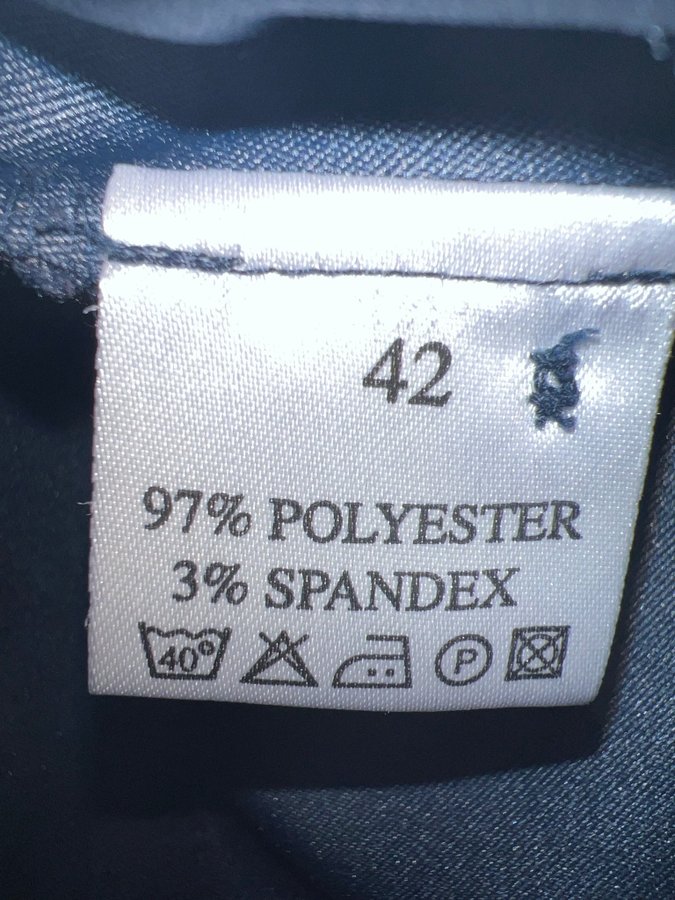 42
97% POLYESTER
3% SPANDEX
40° P